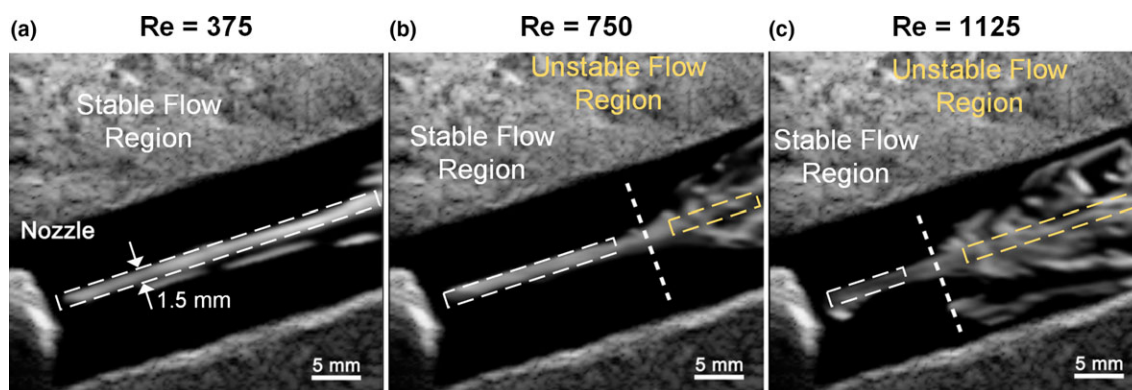 (a)
Re = 375
Stable Flow
Region
Nozzle
1.5 mm
5 mm
(b)
Re = 750
Unstable Flow
Region
Stable Flow
Region
5 mm
(c)
Re = 1125
Unstable Flow
Region
Stable Flow
Region
5 mm